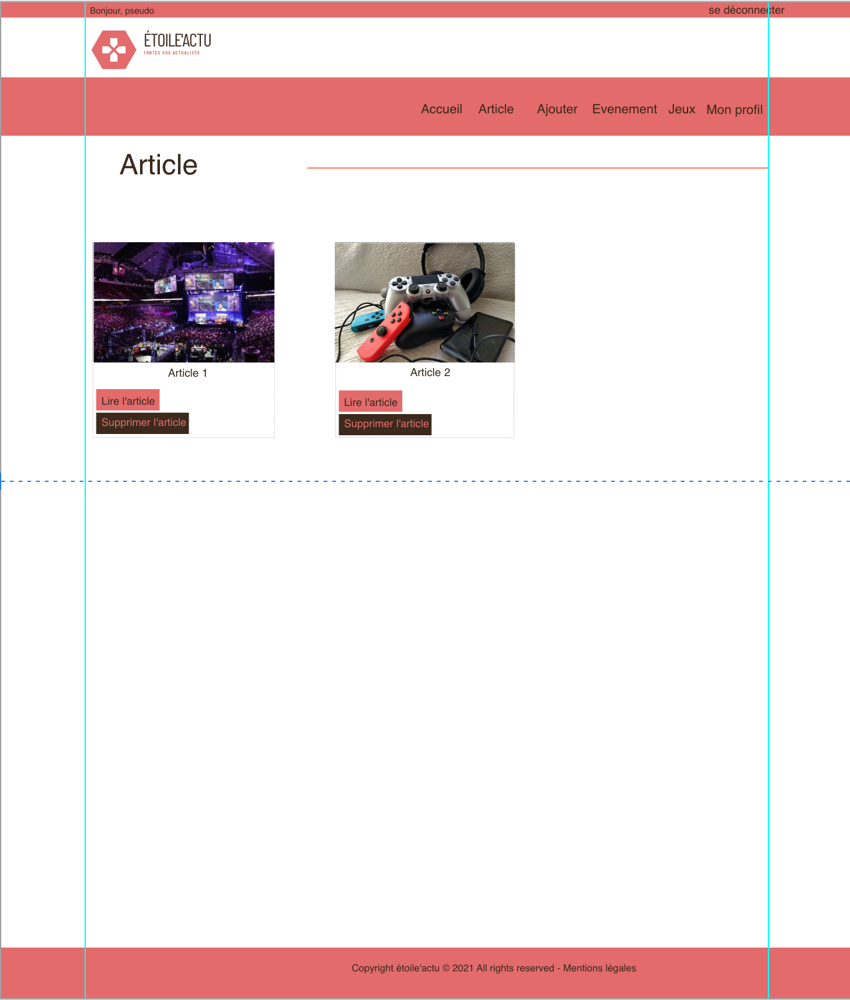 Bonjour, pseudo
se déconnecter
ÉTOILE'ACTU
TOUTES VOS ACTUALITÉS
Accueil Article Ajouter Evenement Jeux Mon profil
Article
Article 1
Lire l'article
Supprimer l'article
Article 2
Lire l'article
Supprimer l'article
Copyright étoile'actu © 2021 All rights reserved - Mentions légales